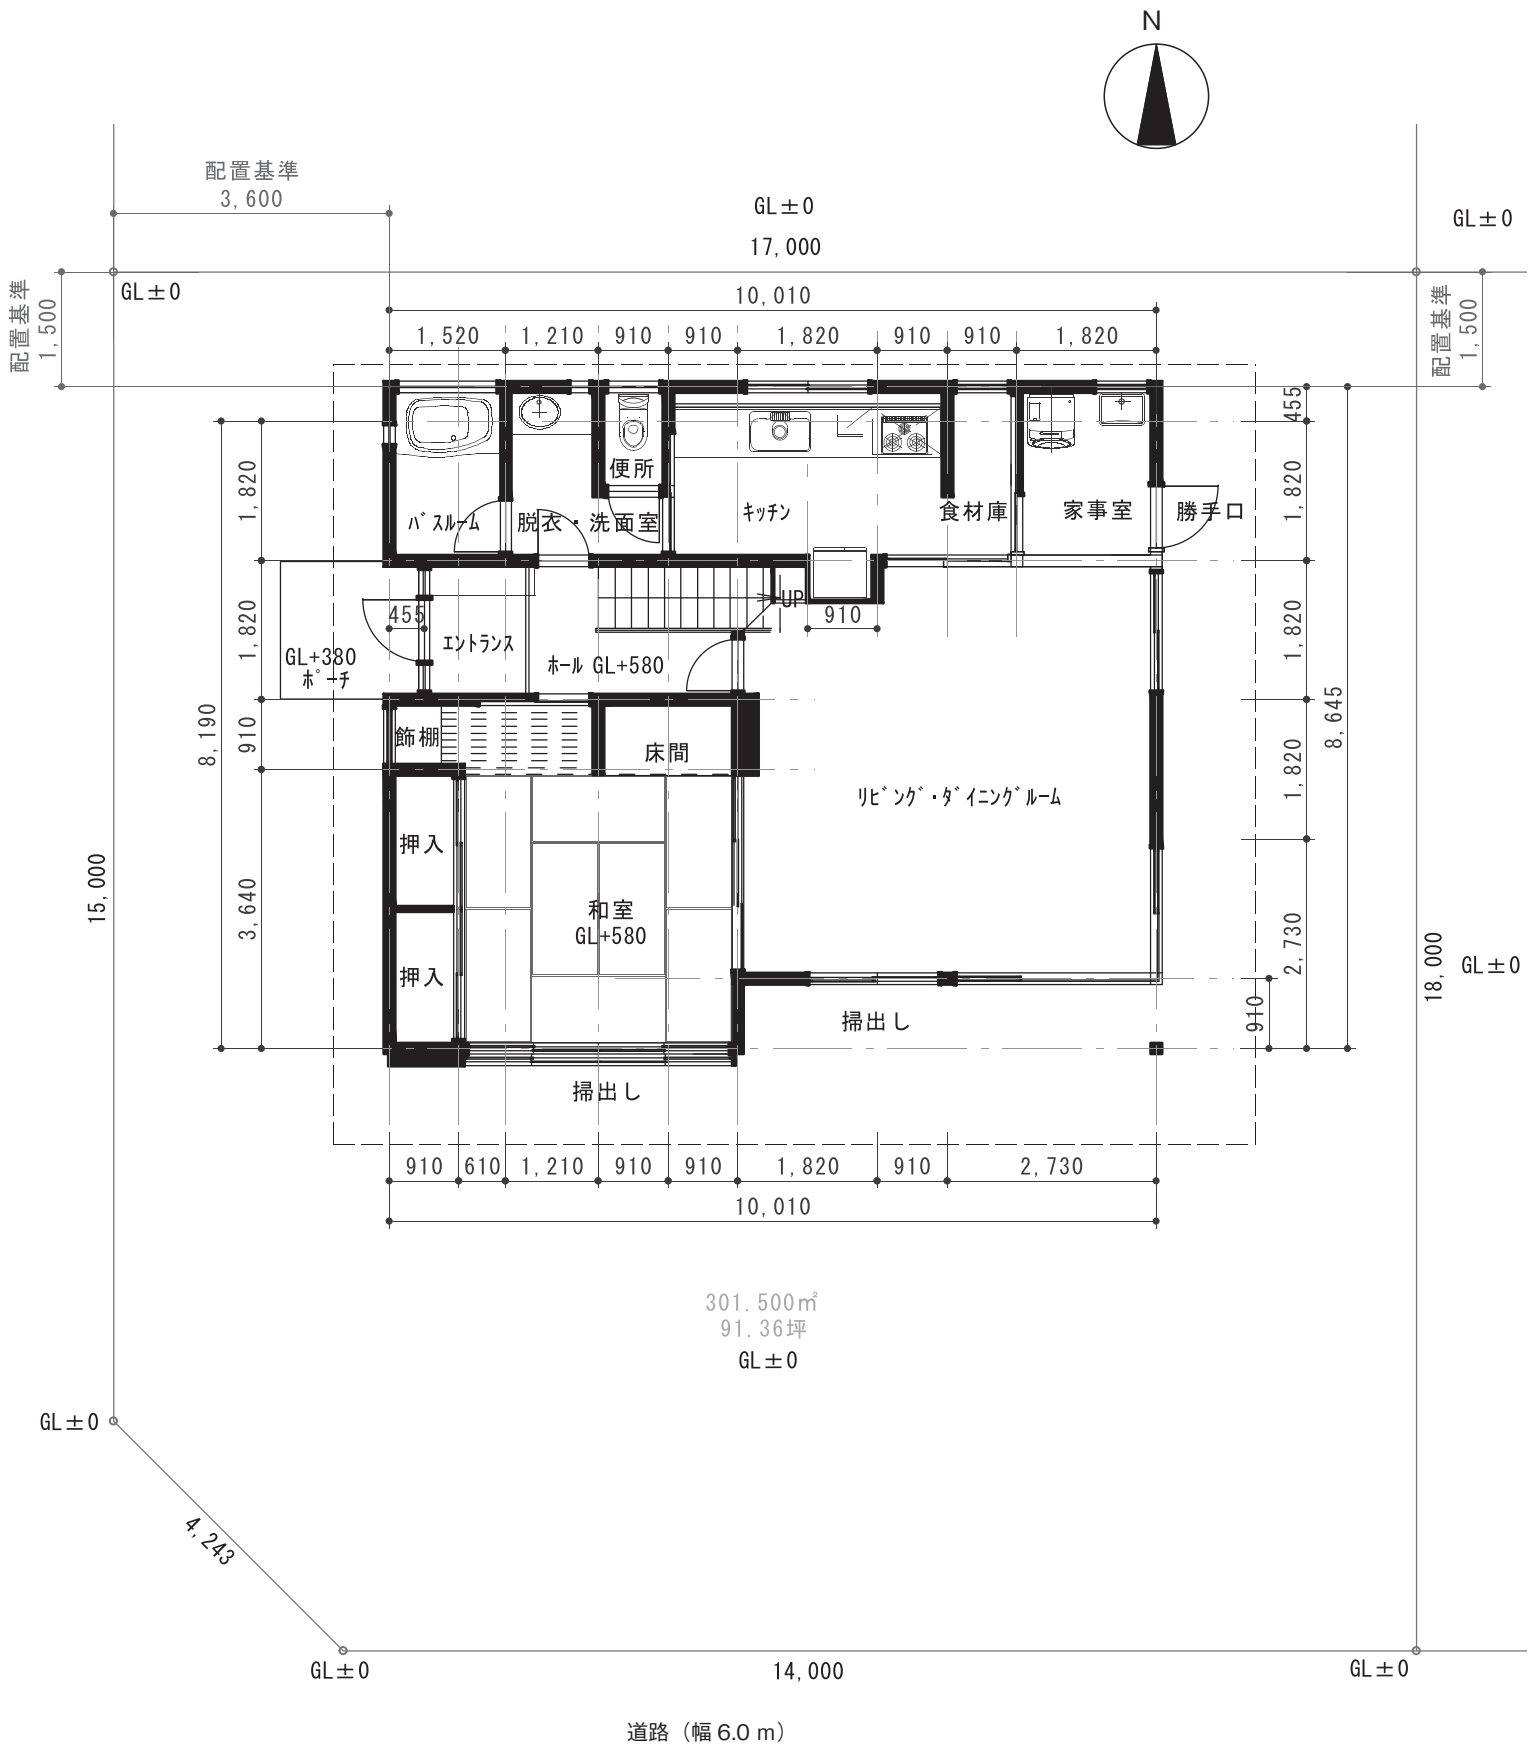 N
配置基準
3,600
GL±0
17,000
GL±0
GL±0
配置基準
1,500
配置基準
1,500
10,010
1,520
1,210
910
910
1,820
910
910
1,820
455
1,820
1,820
1,820
2,730
910
8,645
1,820
1,820
910
3,640
8,190
15,000
18,000
GL±0
便所
バスルーム
脱衣・洗面室
キッチン
食材庫
家事室
勝手口
455
UP
910
エントランス
GL+380
ポーチ
ホール GL+580
飾棚
床間
リビング・ダイニングルーム
押入
和室
GL+580
押入
掃出し
掃出し
910
610
1,210
910
910
1,820
910
2,730
10,010
301.500㎡
91.36坪
GL±0
GL±0
4,243
GL±0
14,000
GL±0
道路（幅 6.0 m）